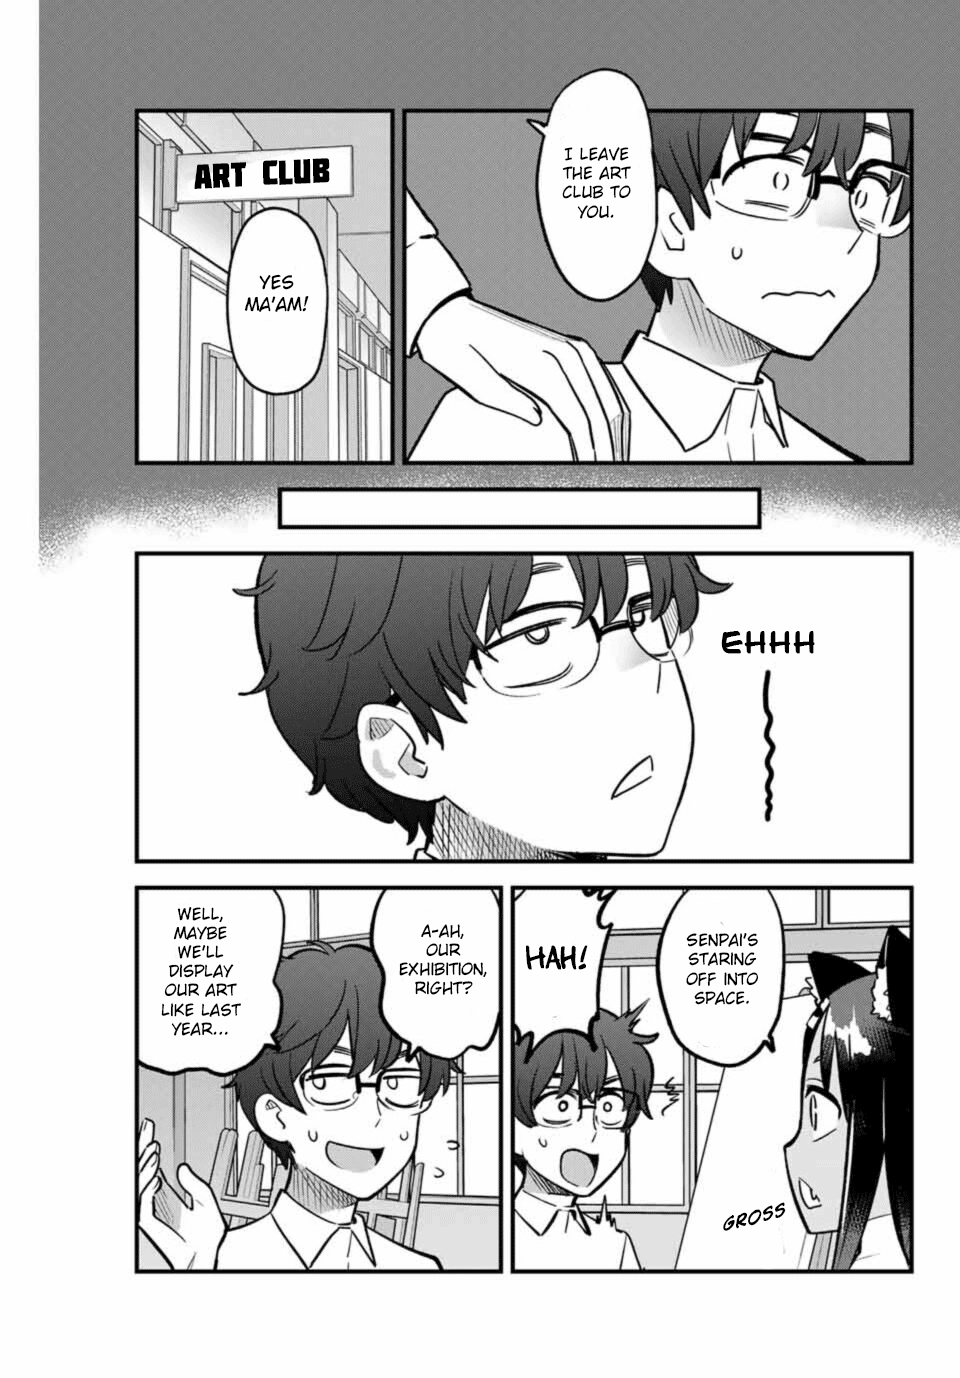 I LEAVE
THE ART
CLUB TO
YOU.
ART CLUB
YES
MA'AM!
EHHH
SENPAI'S
STARING
OFF INTO
SPACE.
HAH!
GROSS
A-AH,
OUR
EXHIBITION,
RIGHT?
WELL,
MAYBE
WE'LL
DISPLAY
OUR ART
LIKE LAST
YEAR...